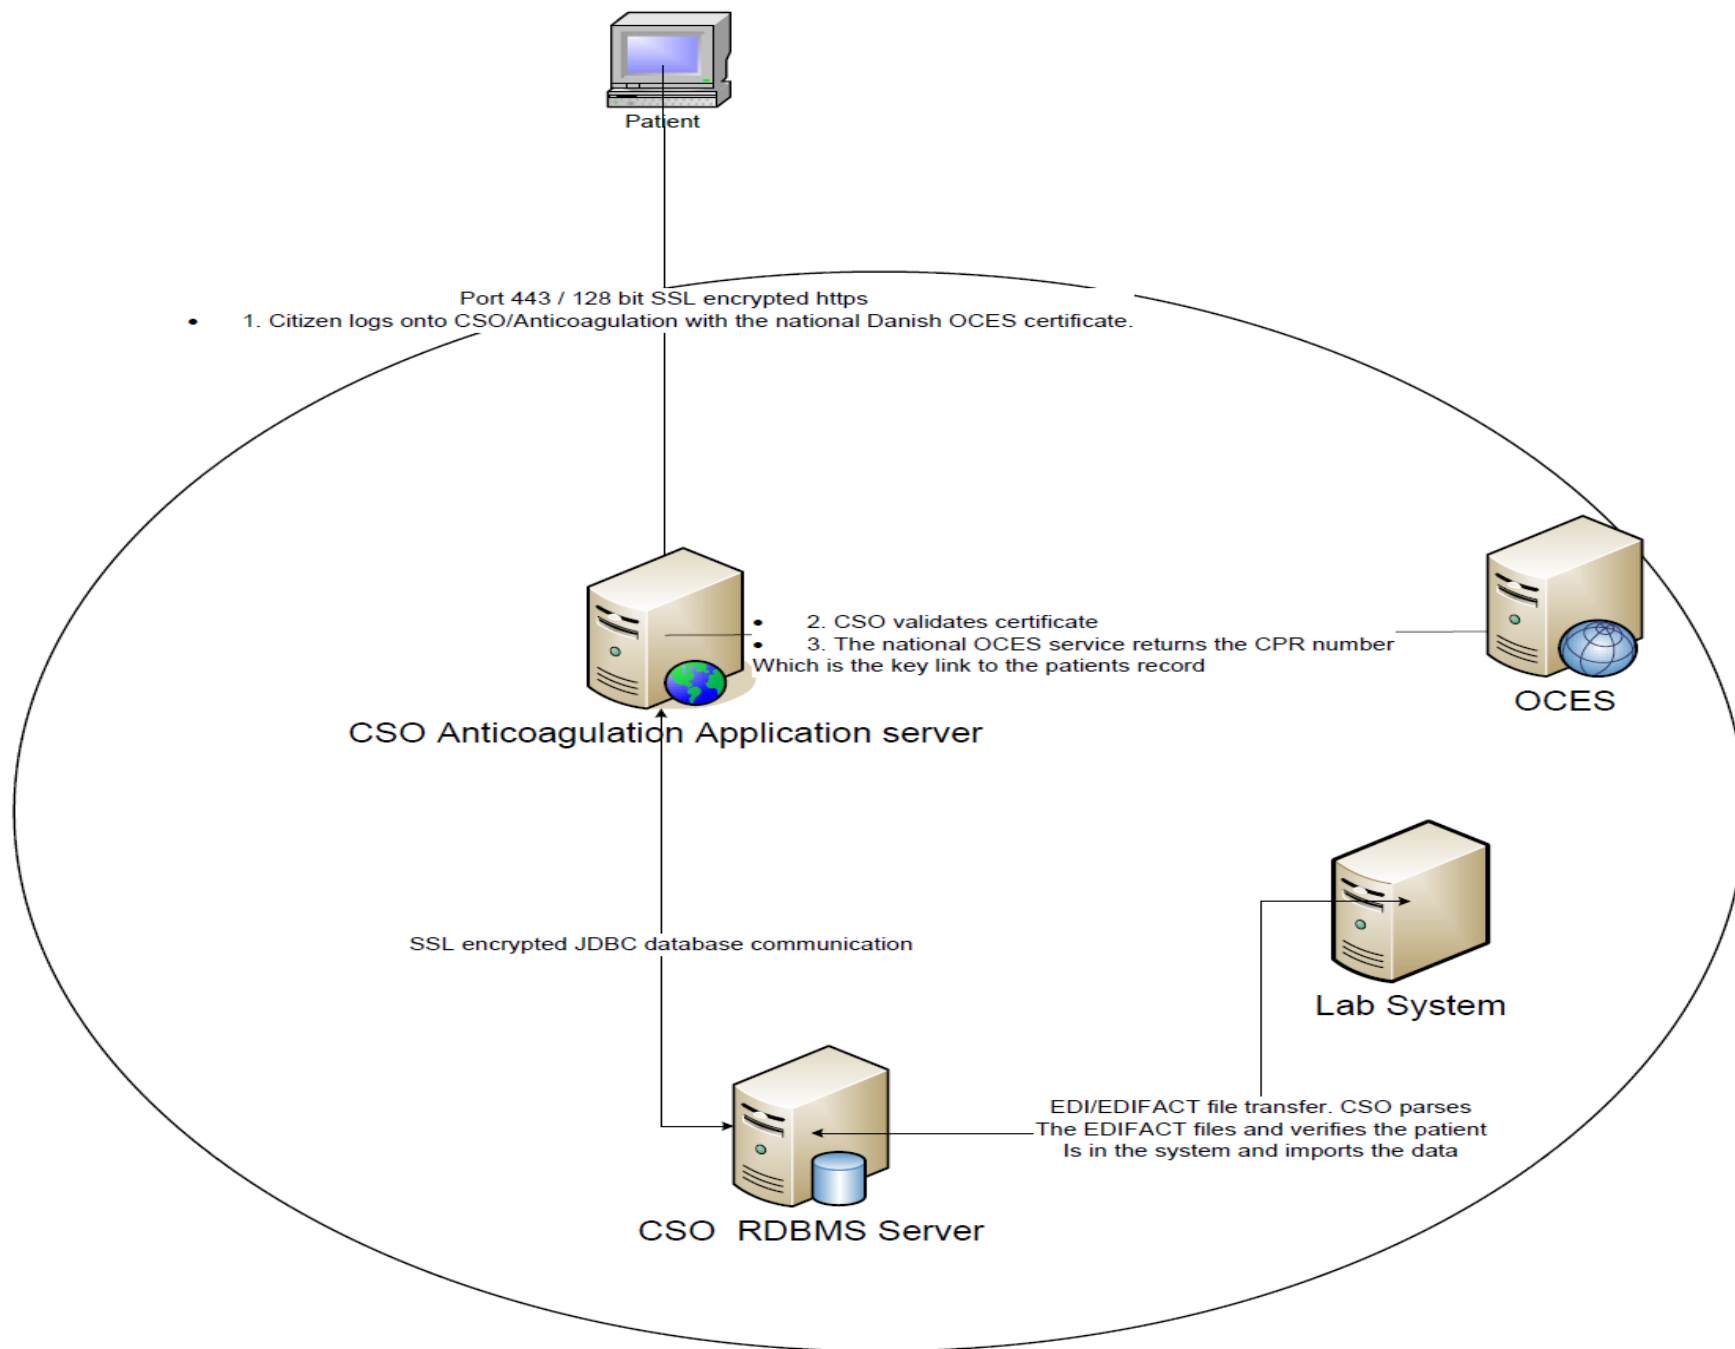 Patient
Port 443 / 128 bit SSL encrypted https
• 1. Citizen logs onto CSO/Anticoagulation with the national Danish OCES certificate.
• 2. CSO validates certificate
• 3. The national OCES service returns the CPR number
Which is the key link to the patients record
OCES
CSO Anticoagulation Application server
SSL encrypted JDBC database communication
Lab System
EDI/EDIFACT file transfer. CSO parses
The EDIFACT files and verifies the patient
Is in the system and imports the data
CSO RDBMS Server